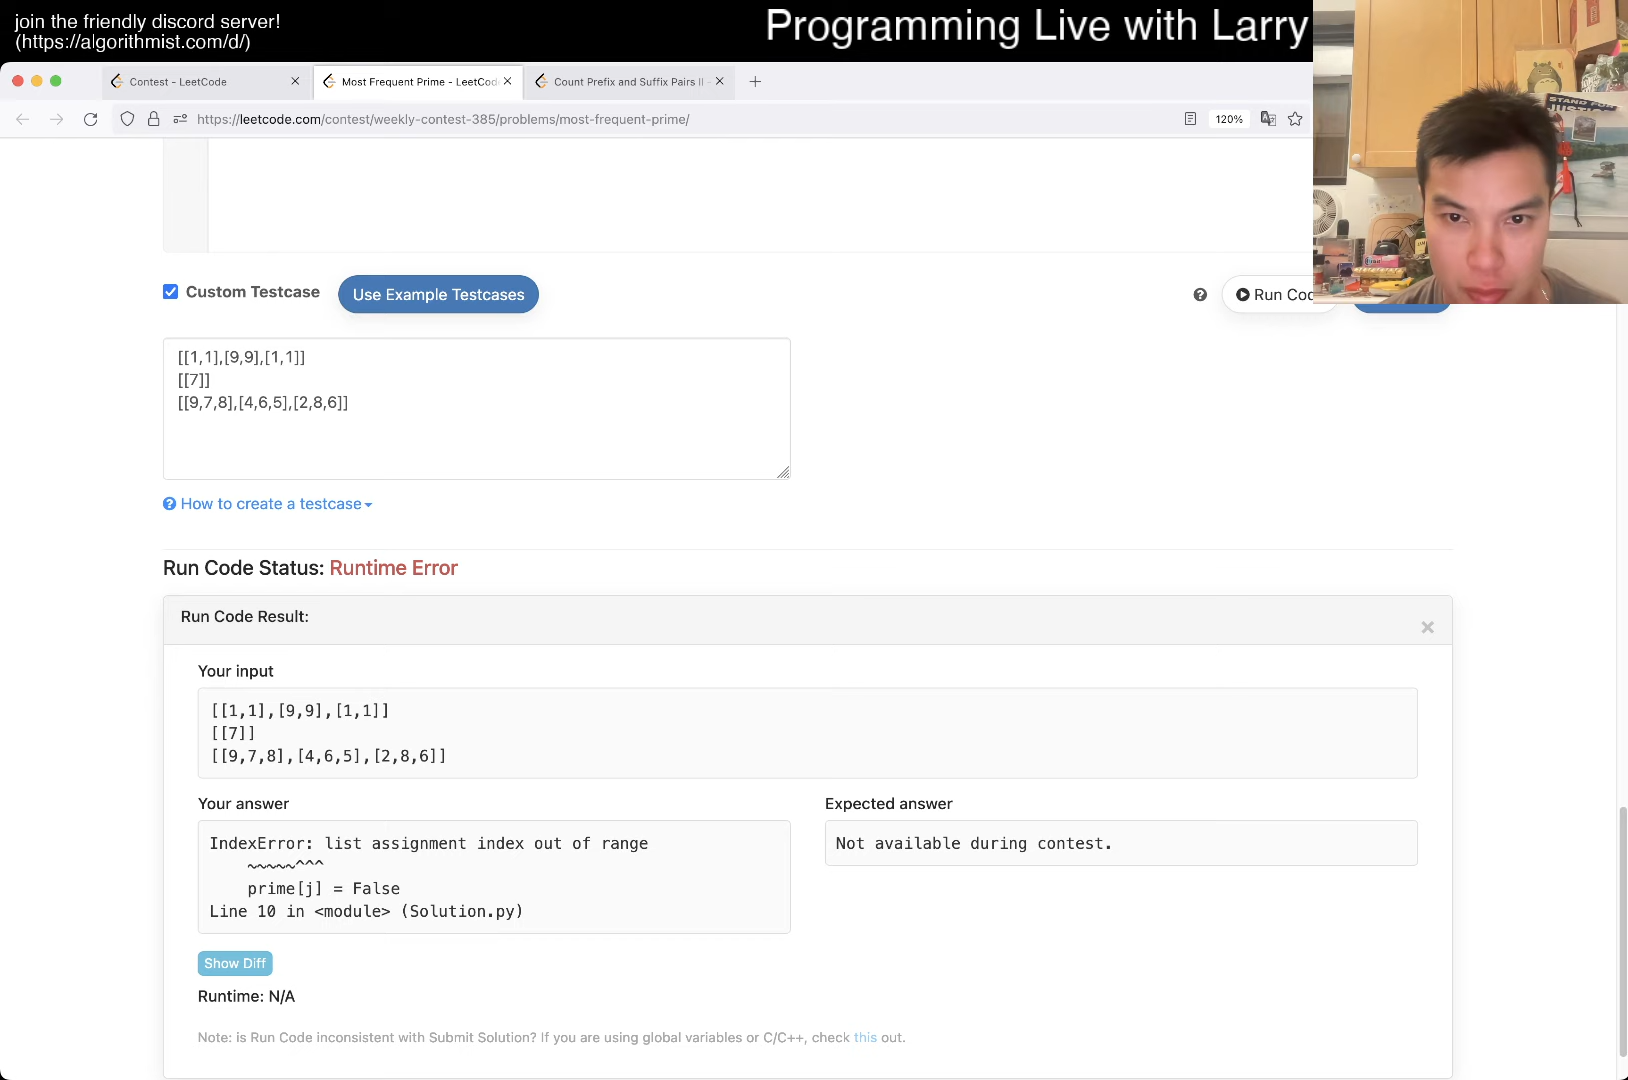 join the friendly discord server!
(https://algorithmist.com/d/)
Programming Live with Larry
Contest - LeetCode
Most Frequent Prime - LeetCod
Count Prefix and Suffix Pairs II -
https://leetcode.com/contest/weekly-contest-385/problems/most-frequent-prime/
120%
STAND FOR
JUSTICE
Custom Testcase
Use Example Testcases
Run Cod
[[1,1],[9,9],[1,1]]
[[7]]
[[9,7,8],[4,6,5],[2,8,6]]
How to create a testcase
Run Code Status: Runtime Error
Run Code Result:
Your input
[[1,1],[9,9],[1,1]]
[[7]]
[[9,7,8],[4,6,5],[2,8,6]]
Your answer
Expected answer
IndexError: list assignment index out of range
~~~~~^^^
prime[j] = False
Line 10 in <module> (Solution.py)
Not available during contest.
Show Diff
Runtime: N/A
Note: is Run Code inconsistent with Submit Solution? If you are using global variables or C/C++, check this out.